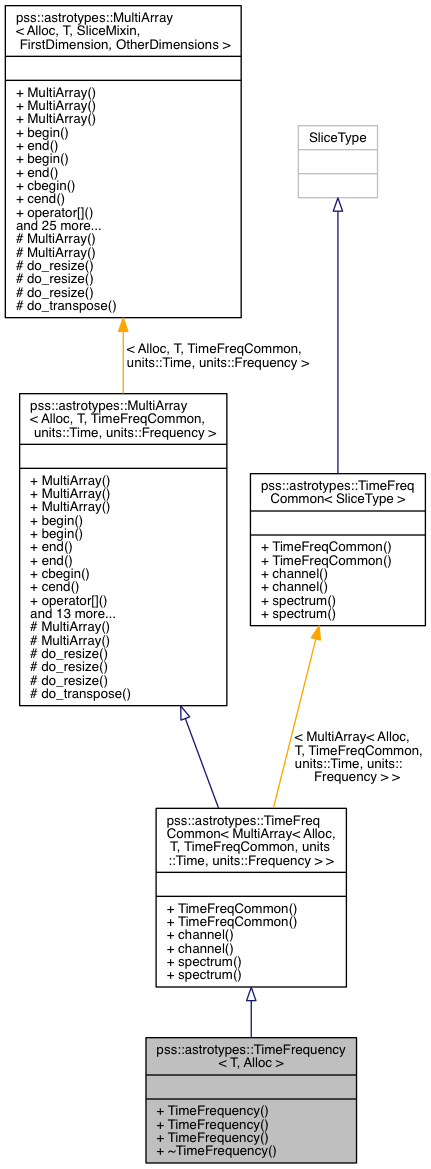 pss::astrotypes::MultiArray
< Alloc, T, SliceMixin,
FirstDimension, OtherDimensions >
+ MultiArray()
+ MultiArray()
+ MultiArray()
+ begin()
+ end()
+ begin()
+ end()
+ cbegin()
+ cend()
+ operator[]()
and 25 more...
# MultiArray()
# MultiArray()
# do_resize()
# do_resize()
# do_resize()
# do_transpose()
SliceType
< Alloc, T, TimeFreqCommon,
units::Time, units::Frequency >
pss::astrotypes::MultiArray
< Alloc, T, TimeFreqCommon,
units::Time, units::Frequency >
+ MultiArray()
+ MultiArray()
+ MultiArray()
+ begin()
+ begin()
+ end()
+ end()
+ cbegin()
+ cend()
+ operator[]()
and 13 more...
# MultiArray()
# MultiArray()
# do_resize()
# do_resize()
# do_resize()
# do_transpose()
pss::astrotypes::TimeFreq
Common< SliceType >
+ TimeFreqCommon()
+ TimeFreqCommon()
+ channel()
+ channel()
+ spectrum()
+ spectrum()
< MultiArray< Alloc,
T, TimeFreqCommon,
units::Time, units::
Frequency > >
pss::astrotypes::TimeFreq
Common< MultiArray< Alloc,
T, TimeFreqCommon, units
::Time, units::Frequency > >
+ TimeFreqCommon()
+ TimeFreqCommon()
+ channel()
+ channel()
+ spectrum()
+ spectrum()
pss::astrotypes::TimeFrequency
< T, Alloc >
+ TimeFrequency()
+ TimeFrequency()
+ TimeFrequency()
+ ~TimeFrequency()